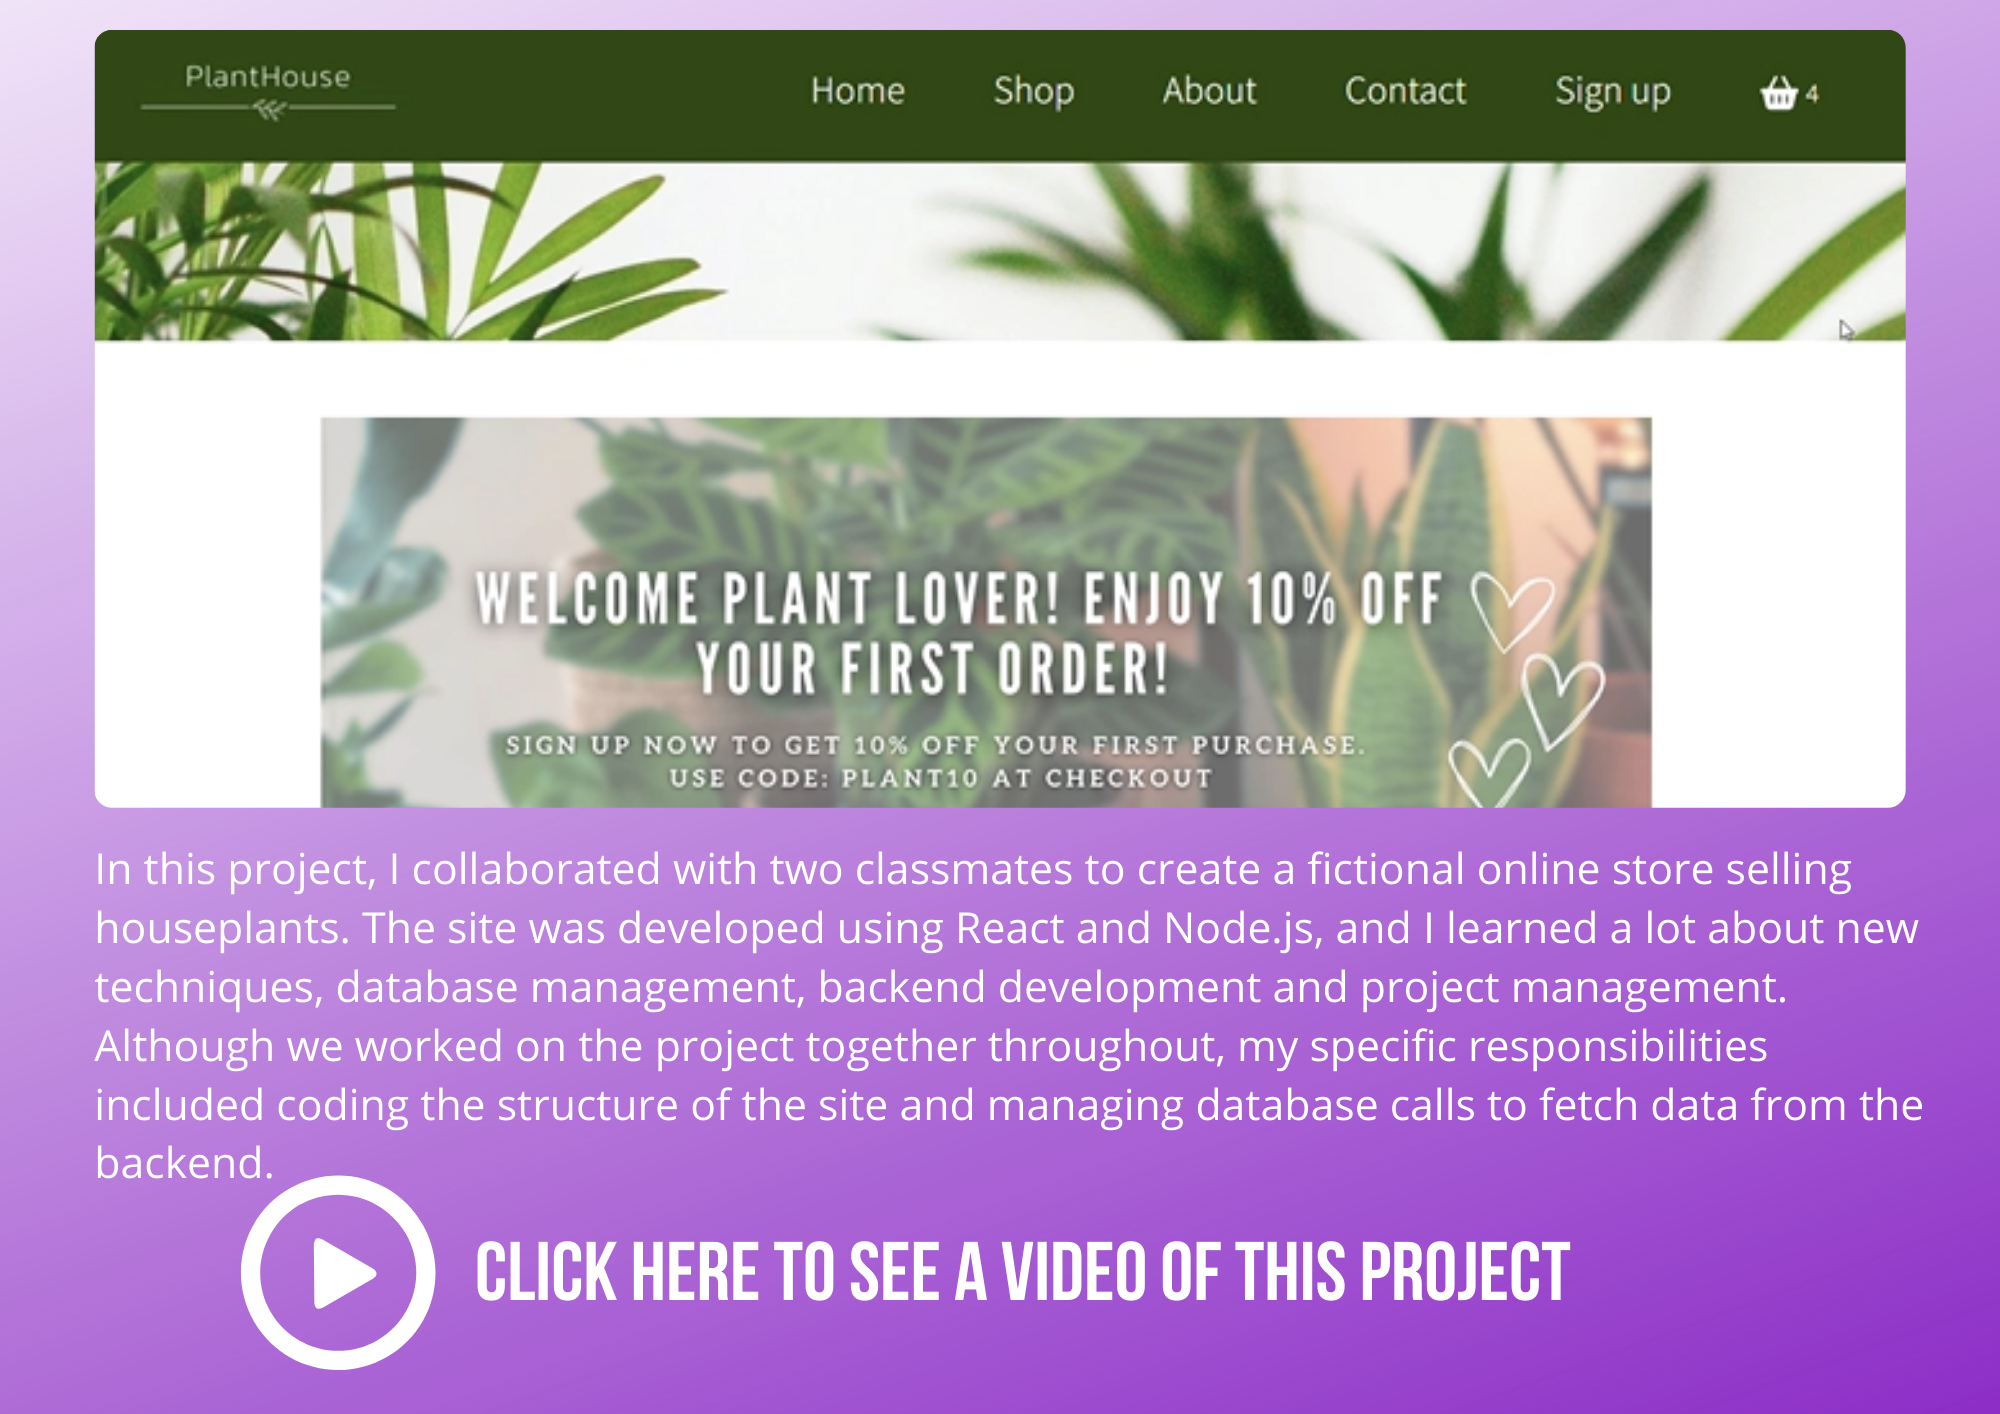 PlantHouse
Home Shop About Contact Sign up 4
WELCOME PLANT LOVER! ENJOY 10% OFF
YOUR FIRST ORDER!
SIGN UP NOW TO GET 10% OFF YOUR FIRST PURCHASE.
USE CODE: PLANT10 AT CHECKOUT
In this project, I collaborated with two classmates to create a fictional online store selling
houseplants. The site was developed using React and Node.js, and I learned a lot about new
techniques, database management, backend development and project management.
Although we worked on the project together throughout, my specific responsibilities
included coding the structure of the site and managing database calls to fetch data from the
backend.
CLICK HERE TO SEE A VIDEO OF THIS PROJECT